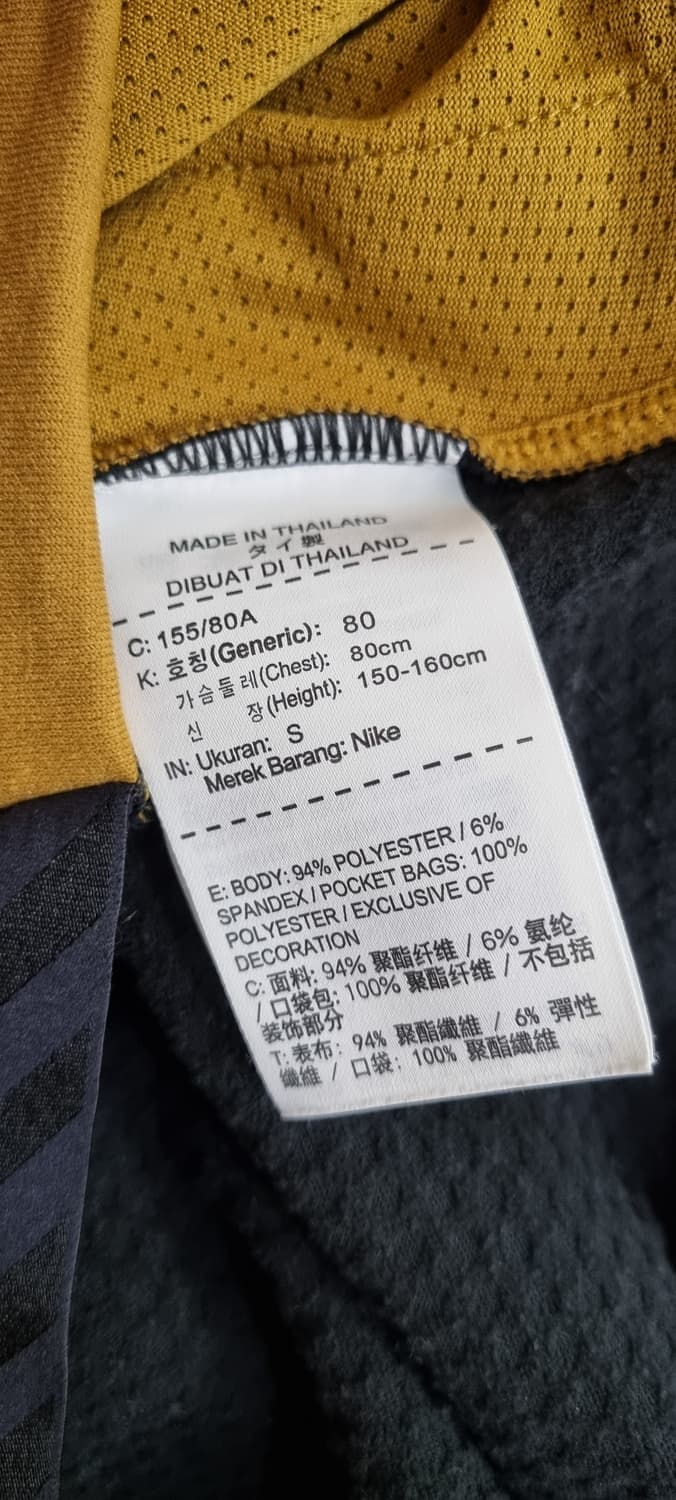 MADE IN THAILAND
タイ製
DIBUAT DI THAILAND
C: 155/80A
K: 호칭(Generic): 80
가슴둘레(Chest): 80cm
신 장(Height): 150-160cm
IN: Ukuran: S
Merek Barang: Nike
E: BODY: 94% POLYESTER / 6%
SPANDEX / POCKET BAGS: 100%
POLYESTER / EXCLUSIVE OF
DECORATION
C: 面料: 94% 聚酯纤维 / 6% 氨纶
/ 口袋包: 100% 聚酯纤维 / 不包括
装饰部分
T: 表布: 94% 聚酯纖維 / 6% 彈性
纖維 / 口袋: 100% 聚酯纖維